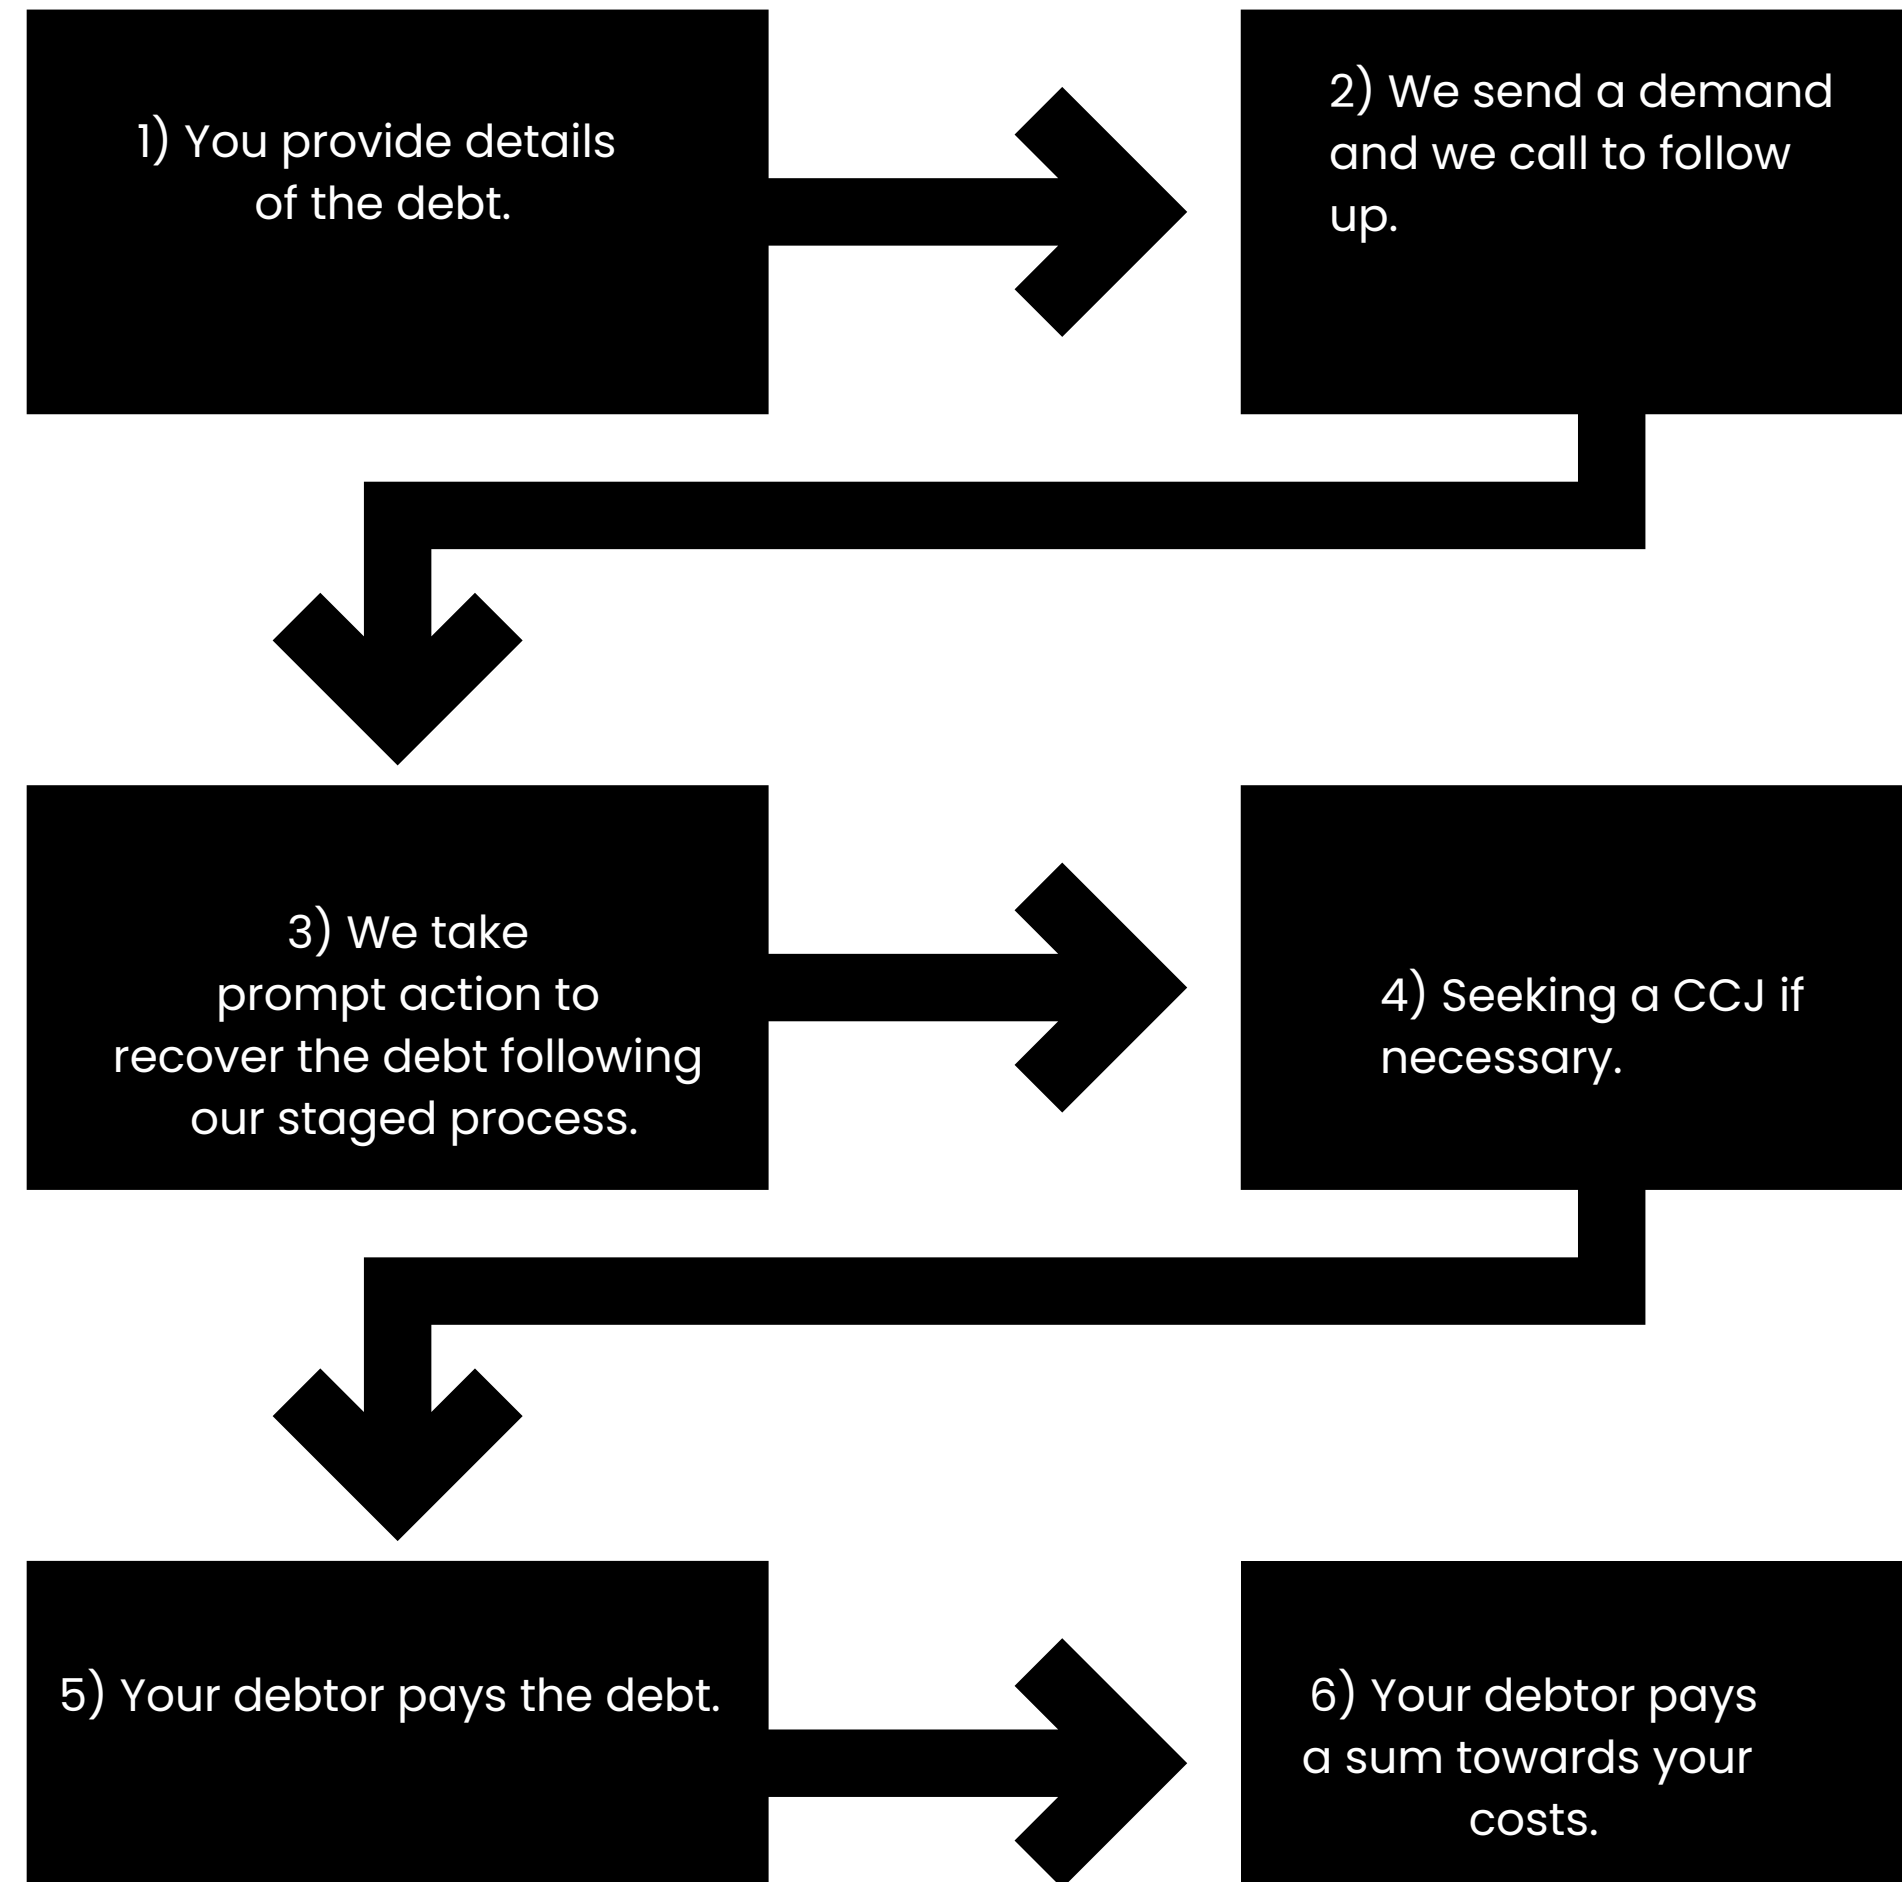 1) You provide details
of the debt.
2) We send a demand
and we call to follow
up.
3) We take
prompt action to
recover the debt following
our staged process.
4) Seeking a CCJ if
necessary.
5) Your debtor pays the debt.
6) Your debtor pays
a sum towards your
costs.